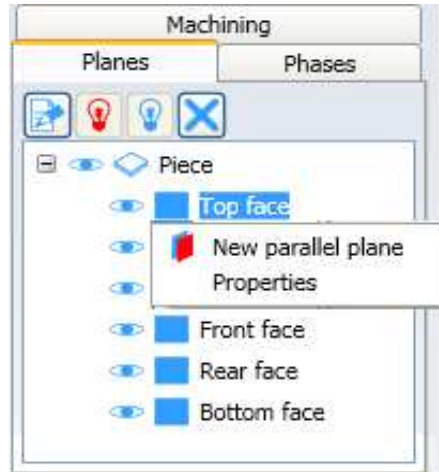 Machining
Planes Phases
Piece
Top face
New parallel plane
Properties
Front face
Rear face
Bottom face